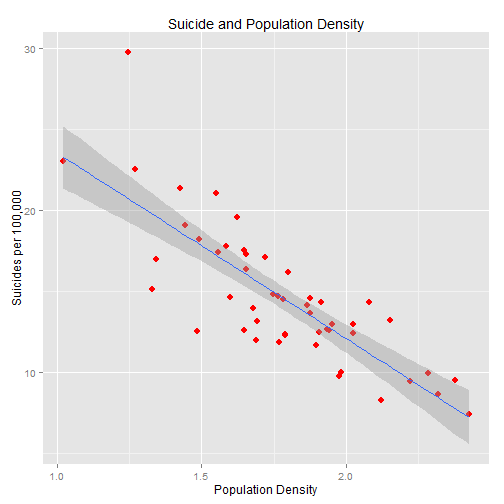 Suicide and Population Density
Suicides per 100,000
30
20
10
1.0 1.5 2.0
Population Density